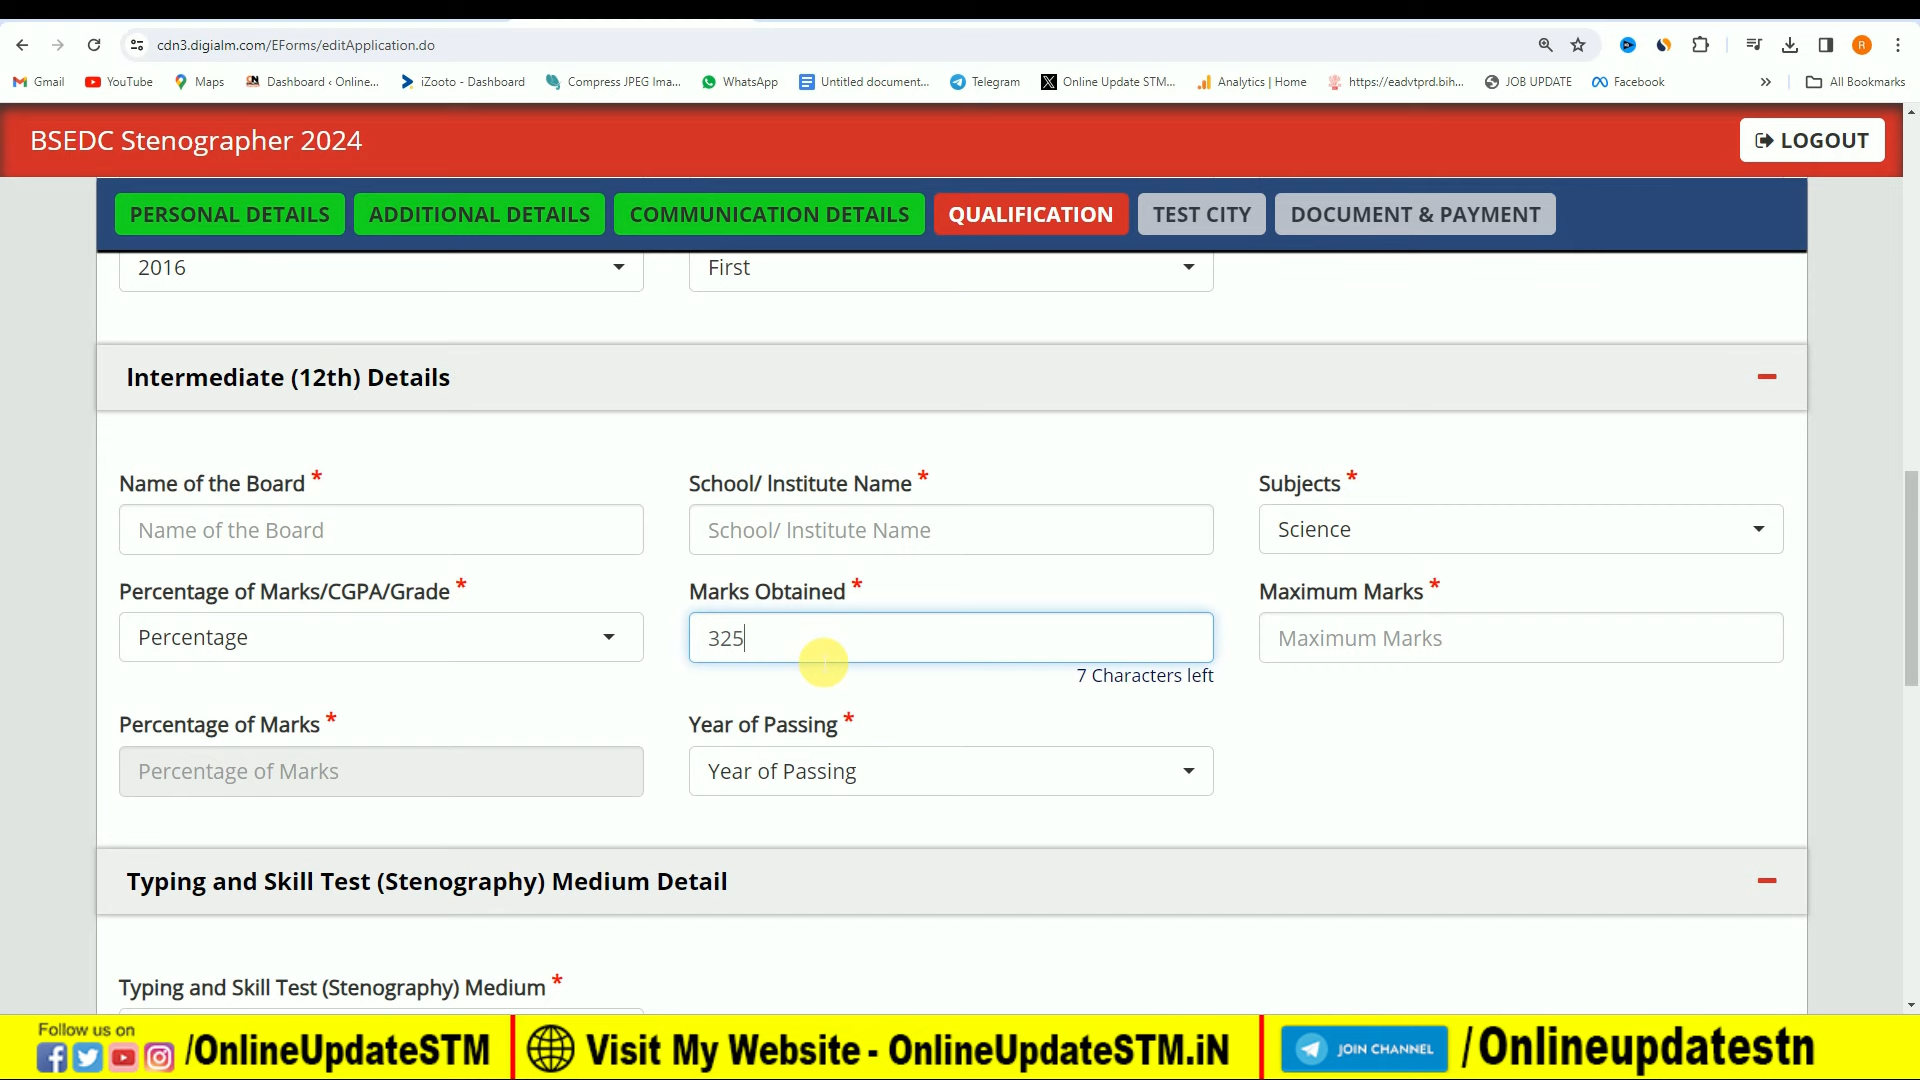 cdn3.digialm.com/EForms/editApplication.do
R
Gmail
YouTube
Maps
Dashboard ‹ Online...
iZooto - Dashboard
Compress JPEG Ima...
WhatsApp
Untitled document...
Telegram
Online Update STM...
Analytics | Home
https://eadvtprd.bih...
JOB UPDATE
Facebook
»
All Bookmarks
BSEDC Stenographer 2024
LOGOUT
PERSONAL DETAILS
ADDITIONAL DETAILS
COMMUNICATION DETAILS
QUALIFICATION
TEST CITY
DOCUMENT & PAYMENT
2016
First
Intermediate (12th) Details
Name of the Board *
School/ Institute Name *
Subjects *
Name of the Board
School/ Institute Name
Science
Percentage of Marks/CGPA/Grade *
Marks Obtained *
Maximum Marks *
Percentage
325
Maximum Marks
7 Characters left
Percentage of Marks *
Year of Passing *
Percentage of Marks
Year of Passing
Typing and Skill Test (Stenography) Medium Detail
Typing and Skill Test (Stenography) Medium *
Follow us on
/OnlineUpdateSTM
Visit My Website - OnlineUpdateSTM.iN
JOIN CHANNEL
/Onlineupdatestn